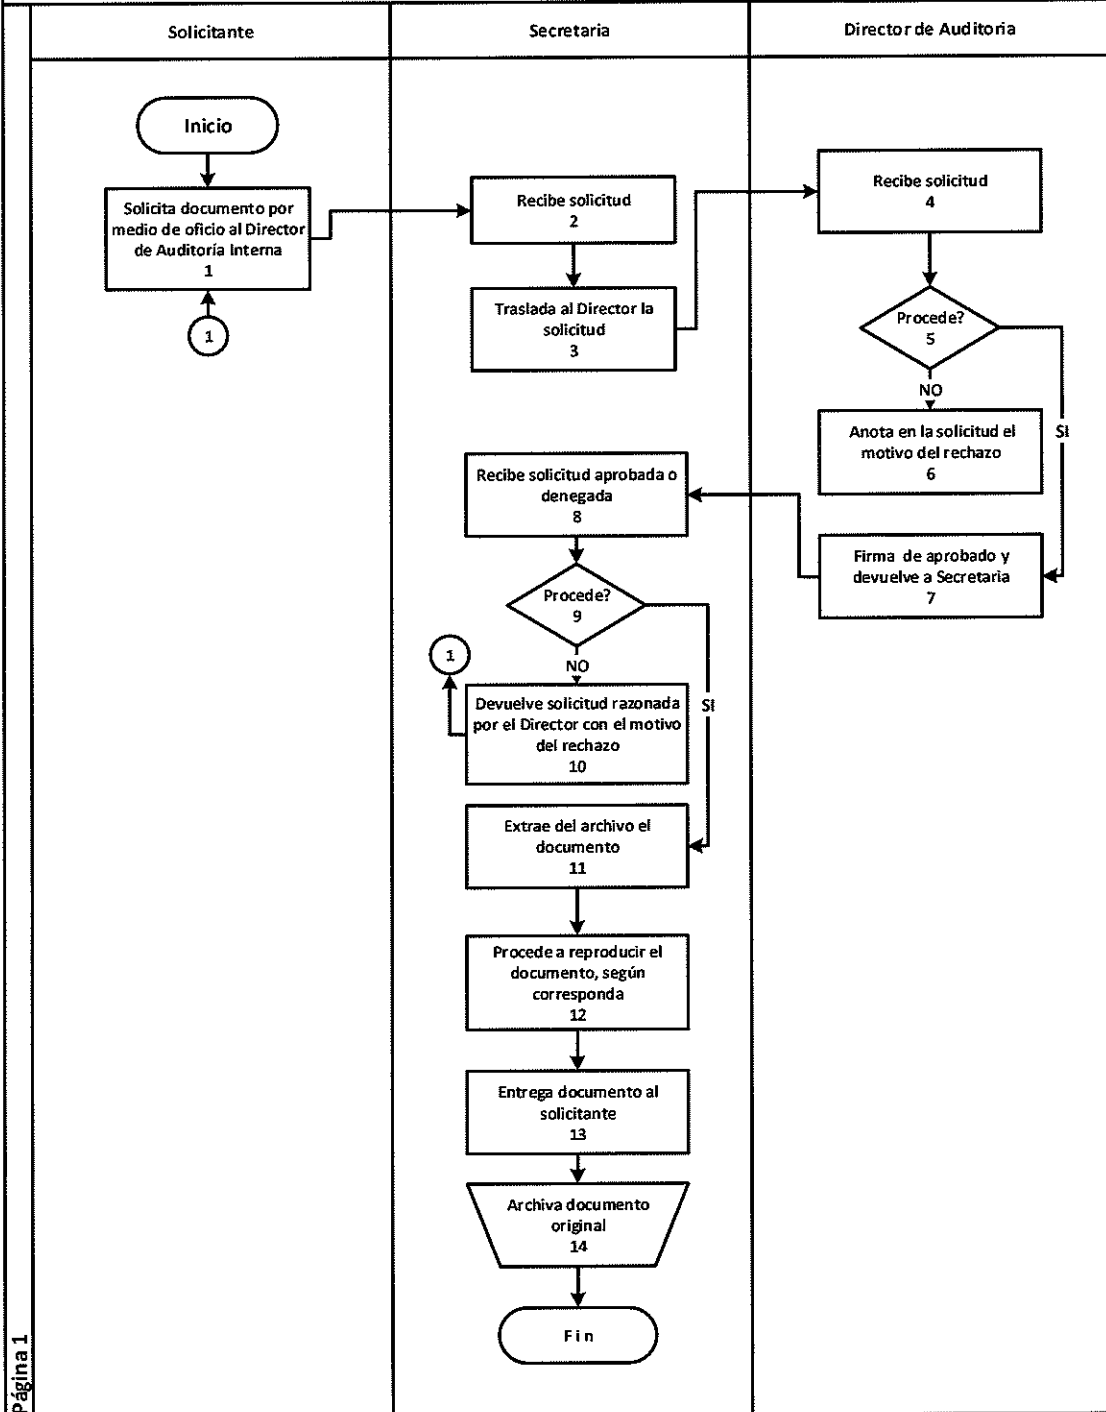 Solicitante
Secretaria
Director de Auditoria
Inicio
Solicita documento por
medio de oficio al Director
de Auditoría Interna
1
1
Recibe solicitud
2
Traslada al Director la
solicitud
3
Recibe solicitud
4
Procede?
5
NO
SI
Anota en la solicitud el
motivo del rechazo
6
Firma de aprobado y
devuelve a Secretaria
7
Recibe solicitud aprobada o
denegada
8
Procede?
9
NO
SI
1
Devuelve solicitud razonada
por el Director con el motivo
del rechazo
10
Extrae del archivo el
documento
11
Procede a reproducir el
documento, según
corresponda
12
Entrega documento al
solicitante
13
Archiva documento
original
14
Fin
Página 1